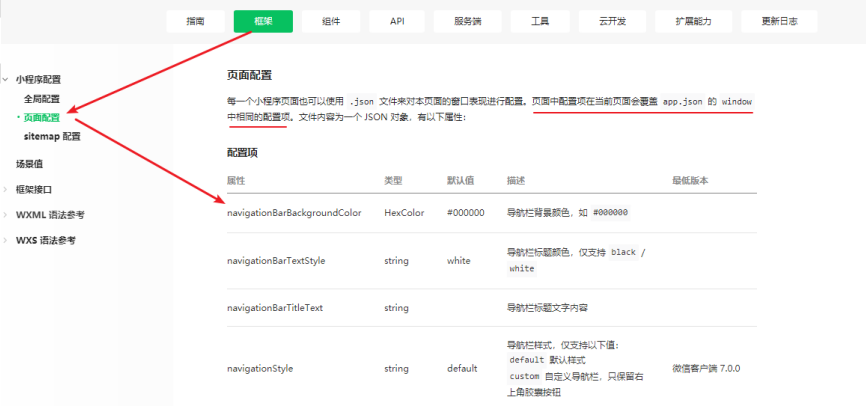 指南 框架 组件 API 服务端 工具 云开发 扩展能力 更新日志
小程序配置
全局配置
页面配置
sitemap 配置
场景值
框架接口
WXML 语法参考
WXS 语法参考
页面配置
每一个小程序页面也可以使用 .json 文件来对本页面的窗口表现进行配置。页面中配置项在当前页面会覆盖 app.json 的 window
中相同的配置项。文件内容为一个 JSON 对象，有以下属性：
配置项
属性 类型 默认值 描述 最低版本
navigationBarBackgroundColor HexColor #000000 导航栏背景颜色，如 #000000
navigationBarTextStyle string white 导航栏标题颜色，仅支持 black /
white
navigationBarTitleText string 导航栏标题文字内容
navigationStyle string default 导航栏样式，仅支持以下值：
default 默认样式
custom 自定义导航栏，只保留右
上角胶囊按钮
微信客户端 7.0.0